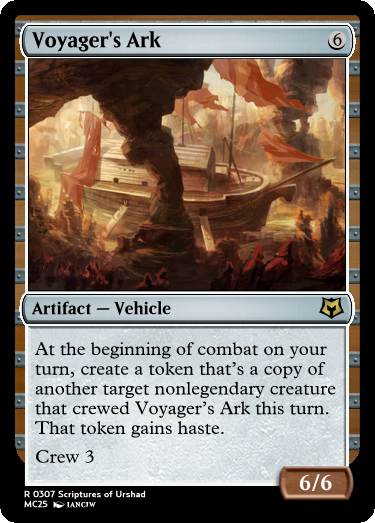 Voyager's Ark 6
Artifact — Vehicle
At the beginning of combat on your
turn, create a token that's a copy of
another target nonlegendary creature
that crewed Voyager's Ark this turn.
That token gains haste.
Crew 3
6/6
R 0307 Scriptures of Urshad
MC25 IANCJW